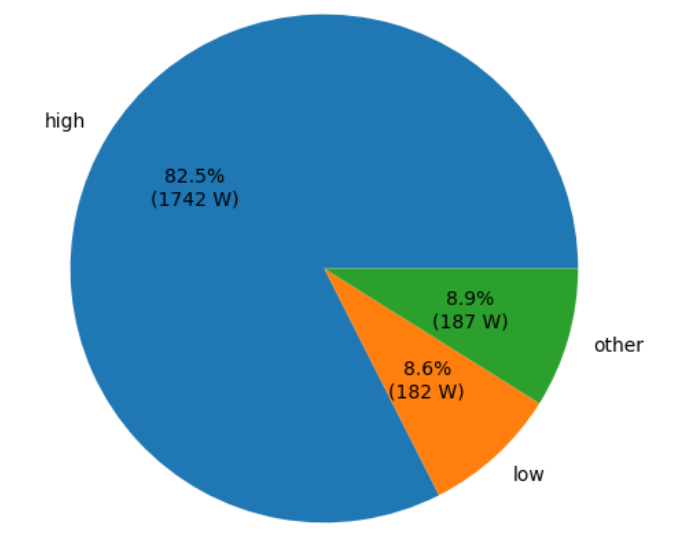 high
82.5%
(1742 W)
8.9%
(187 W)
other
8.6%
(182 W)
low